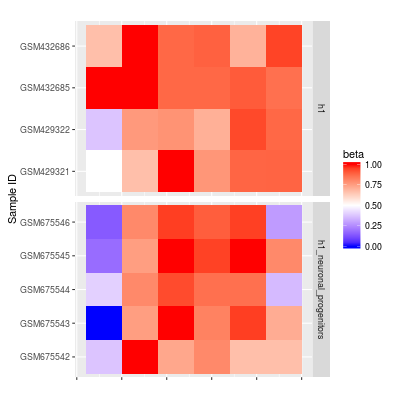 GSM432686
GSM432685
GSM429322
GSM429321
h1
GSM675546
GSM675545
GSM675544
GSM675543
GSM675542
h1_neuronal_progenitors
Sample ID
beta
1.00
0.75
0.50
0.25
0.00